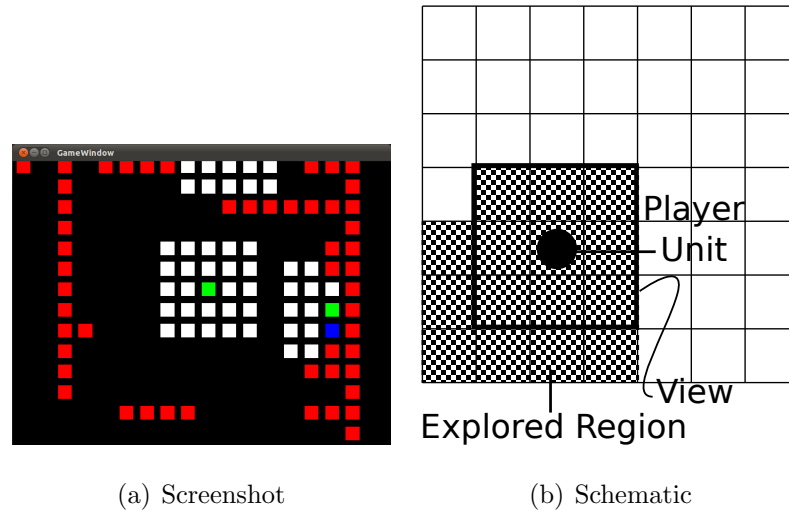 GameWindow
Player
Unit
View
Explored Region
(a) Screenshot
(b) Schematic